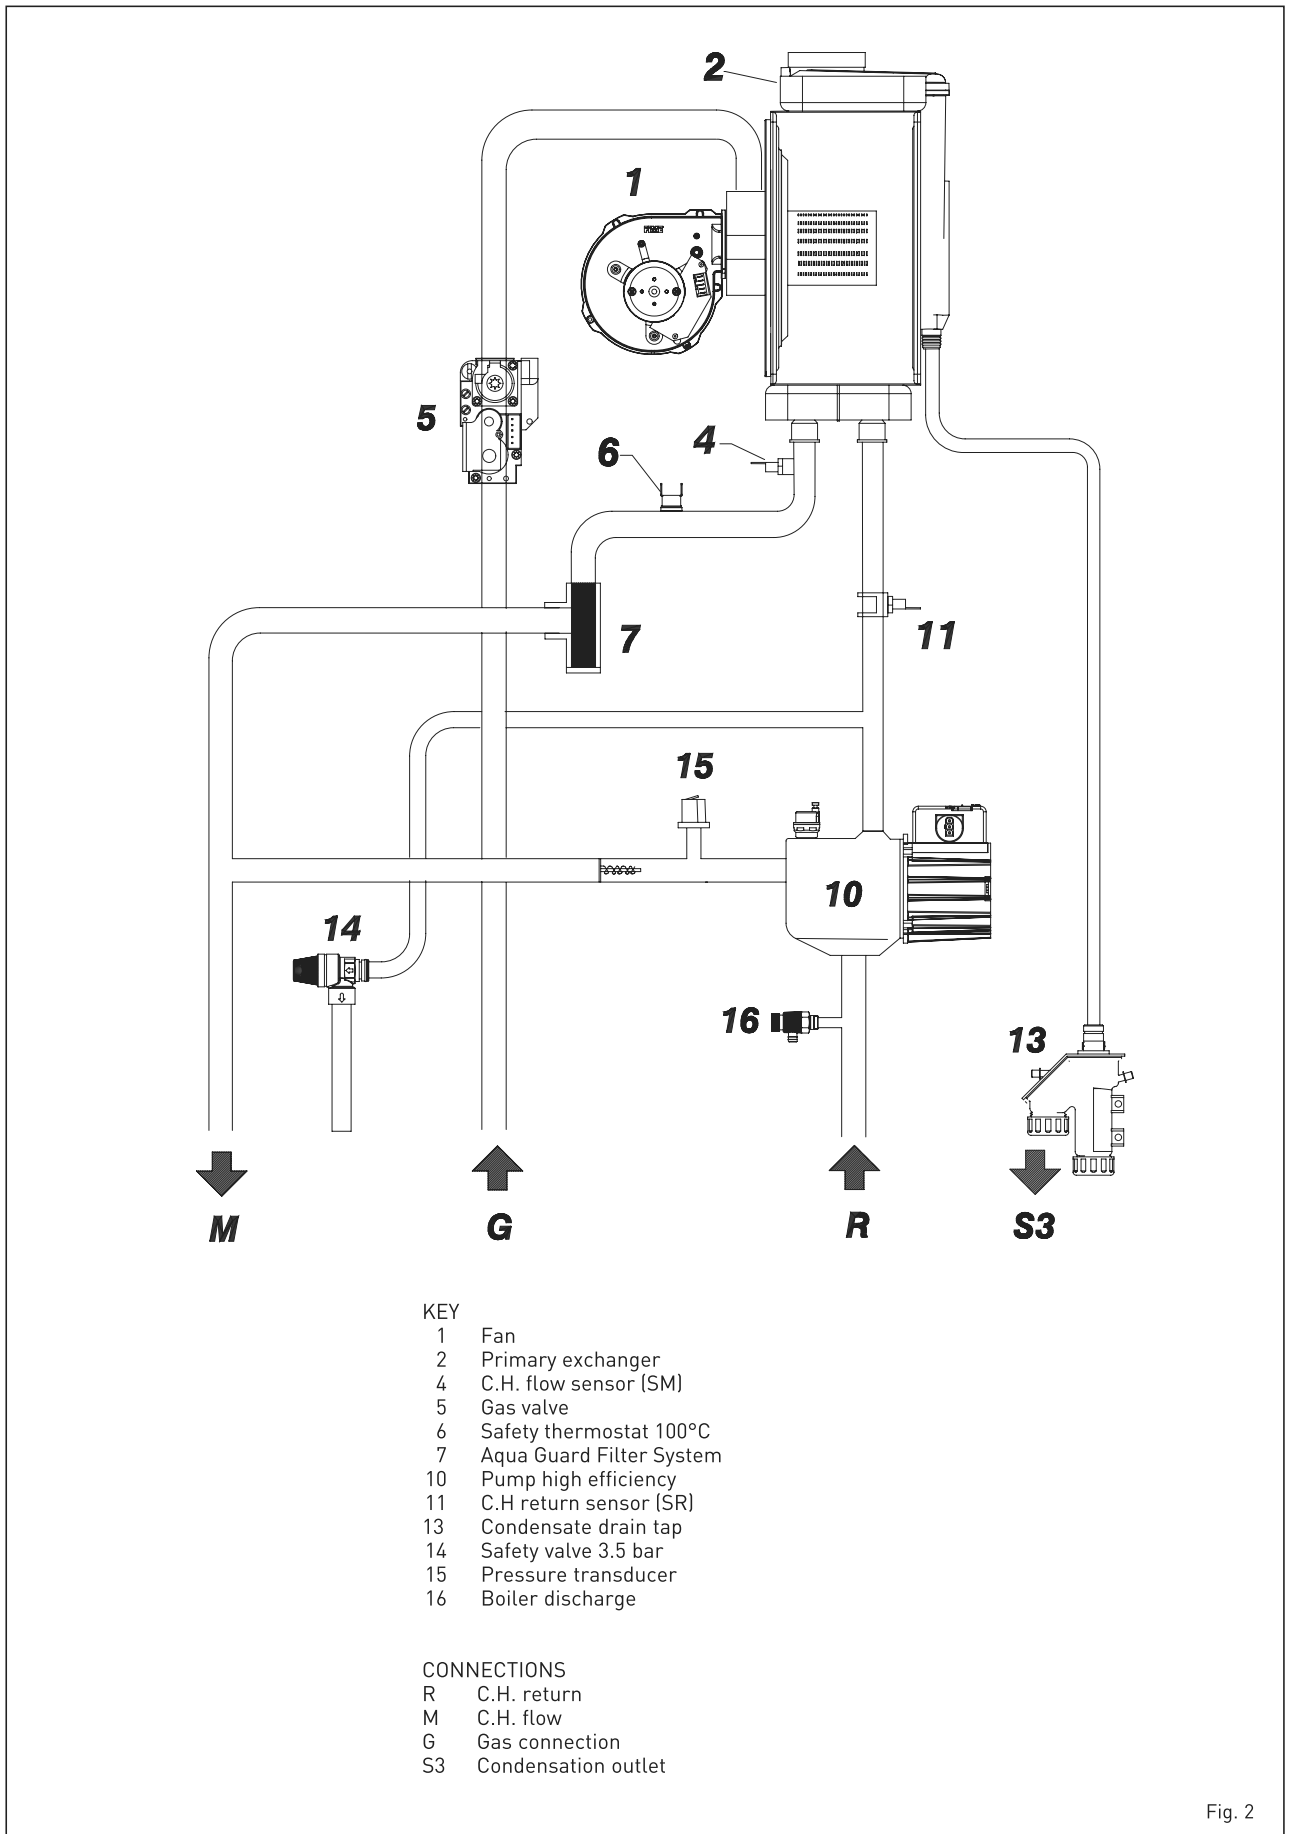 2
1
5
6
4
7
11
15
10
14
16
13
M
G
R
S3
KEY
1 Fan
2 Primary exchanger
4 C.H. flow sensor (SM)
5 Gas valve
6 Safety thermostat 100°C
7 Aqua Guard Filter System
10 Pump high efficiency
11 C.H return sensor (SR)
13 Condensate drain tap
14 Safety valve 3.5 bar
15 Pressure transducer
16 Boiler discharge
CONNECTIONS
R C.H. return
M C.H. flow
G Gas connection
S3 Condensation outlet
Fig. 2